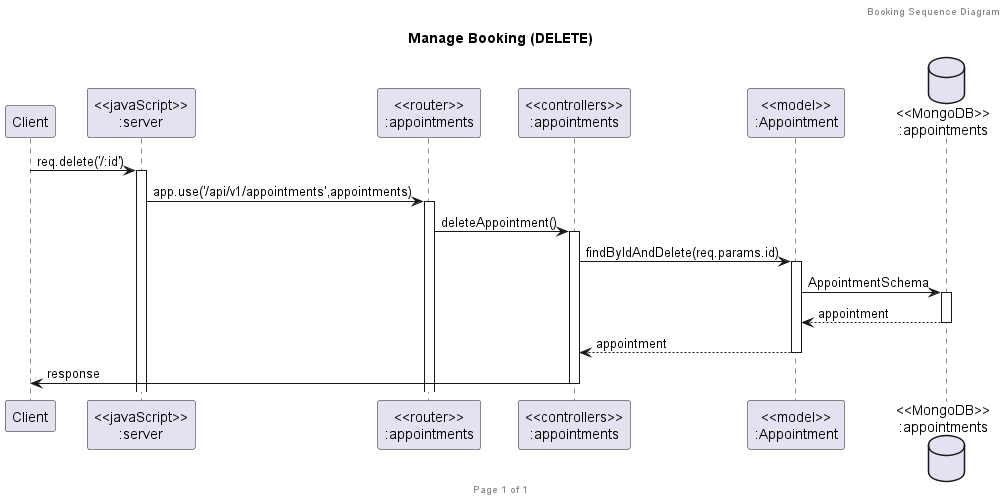 Booking Sequence Diagram
Manage Booking (DELETE)
Client
<<javaScript>>
:server
<<router>>
:appointments
<<controllers>>
:appointments
<<model>>
:Appointment
<<MongoDB>>
:appointments
req.delete('/:id')
app.use('/api/v1/appointments',appointments)
deleteAppointment()
findByIdAndDelete(req.params.id)
AppointmentSchema
appointment
appointment
response
Client
<<javaScript>>
:server
<<router>>
:appointments
<<controllers>>
:appointments
<<model>>
:Appointment
<<MongoDB>>
:appointments
Page 1 of 1